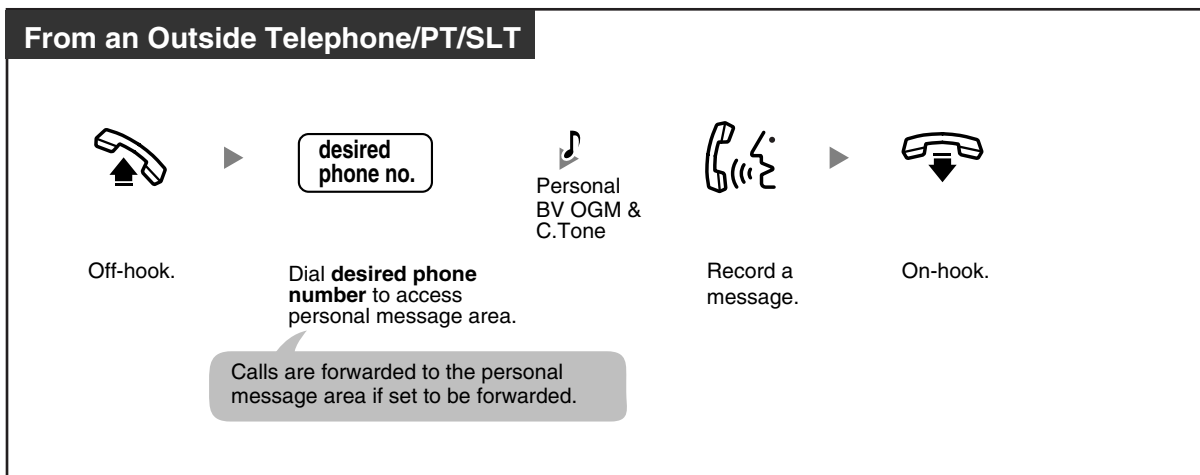 From an Outside Telephone/PT/SLT
desired
phone no.
Personal
BV OGM &
C.Tone
Off-hook.
Dial desired phone
number to access
personal message area.
Record a
message.
On-hook.
Calls are forwarded to the personal
message area if set to be forwarded.